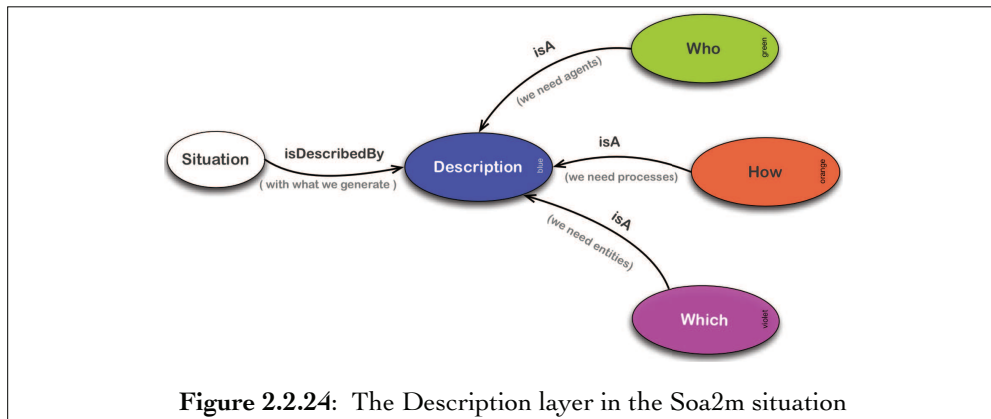 isA
Who
green
(we need agents)
Situation
isDescribedBy
( with what we generate )
Description
blue
isA
(we need processes)
How
orange
isA
(we need entities)
Which
violet
Figure 2.2.24: The Description layer in the Soa2m situation